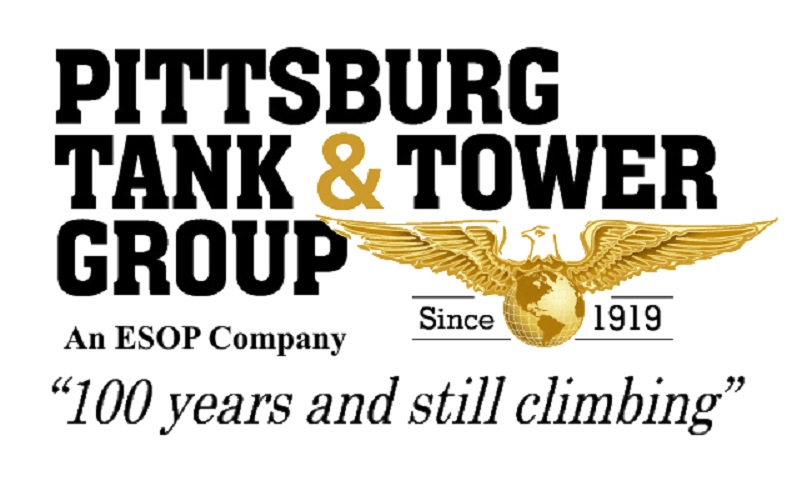 PITTSBURG
TANK & TOWER
GROUP
Since 1919
An ESOP Company
“100 years and still climbing”